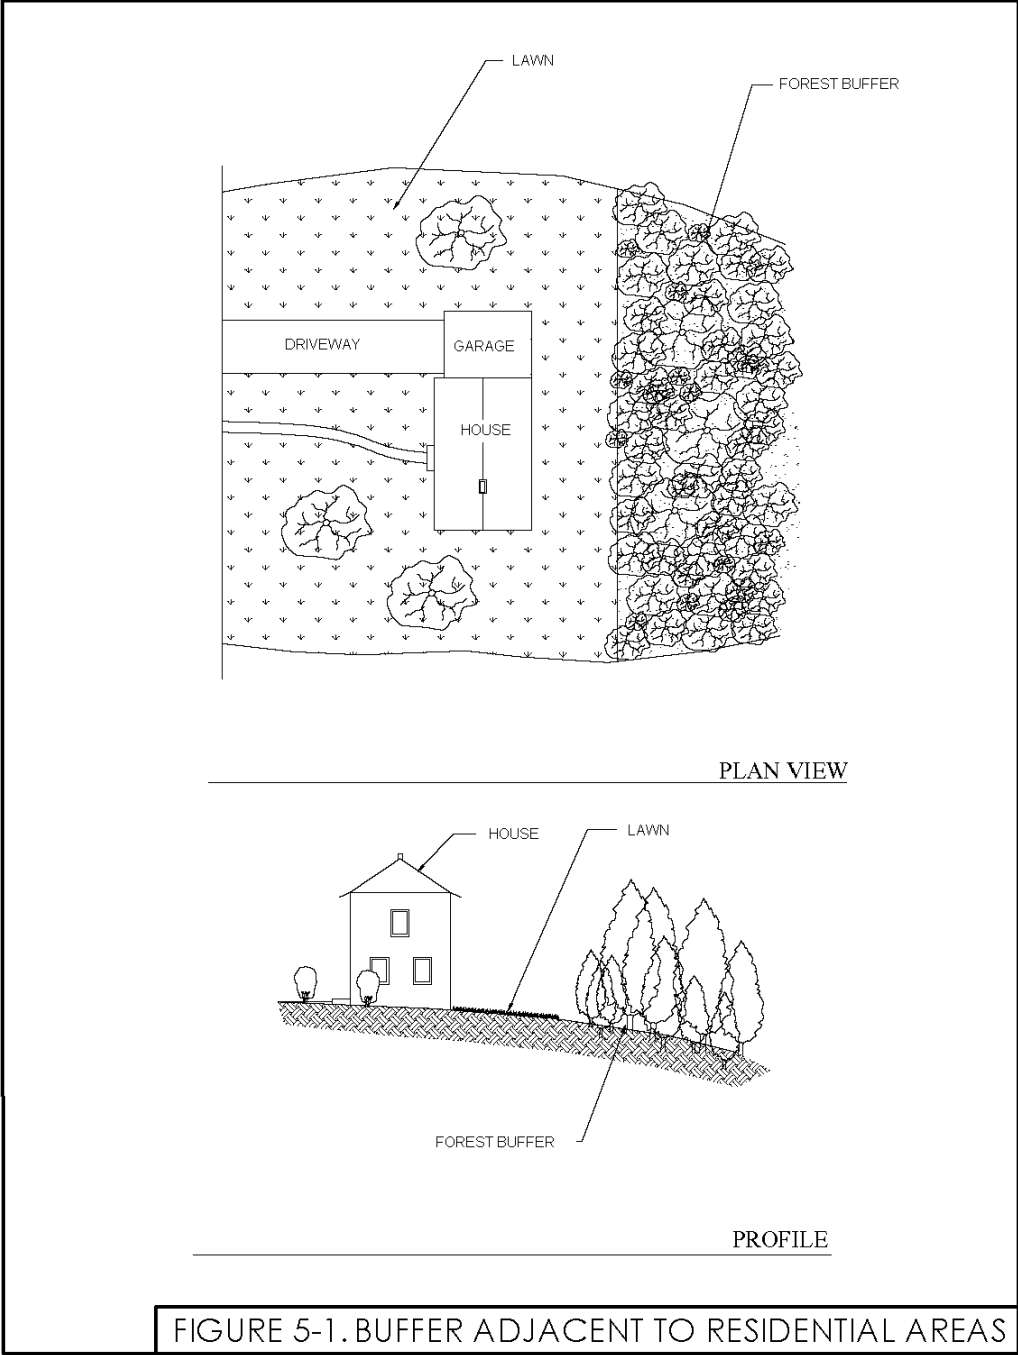 LAWN
FOREST BUFFER
DRIVEWAY
GARAGE
HOUSE
PLAN VIEW
HOUSE
LAWN
FOREST BUFFER
PROFILE
FIGURE 5-1. BUFFER ADJACENT TO RESIDENTIAL AREAS